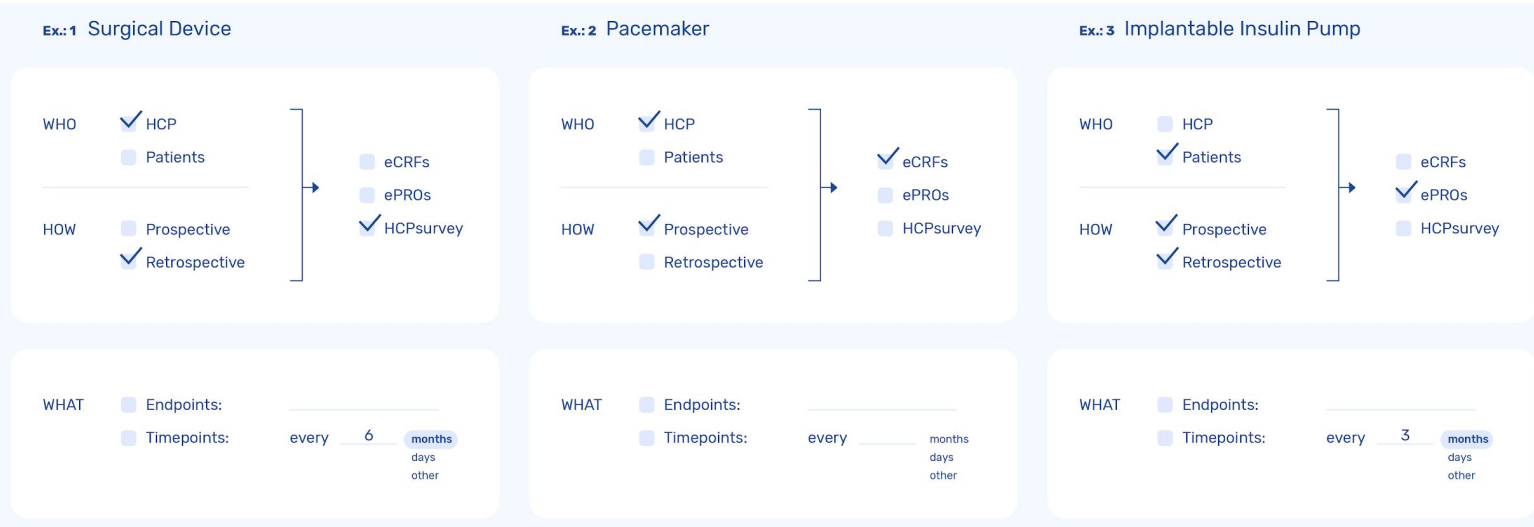 Ex.: 1 Surgical Device
WHO
HCP
Patients
HOW
Prospective
Retrospective
eCRFs
ePROs
HCPsurvey
WHAT
Endpoints:
Timepoints: every 6 months
days
other
Ex.: 2 Pacemaker
WHO
HCP
Patients
HOW
Prospective
Retrospective
eCRFs
ePROs
HCPsurvey
WHAT
Endpoints:
Timepoints: every months
days
other
Ex.: 3 Implantable Insulin Pump
WHO
HCP
Patients
HOW
Prospective
Retrospective
eCRFs
ePROs
HCPsurvey
WHAT
Endpoints:
Timepoints: every 3 months
days
other